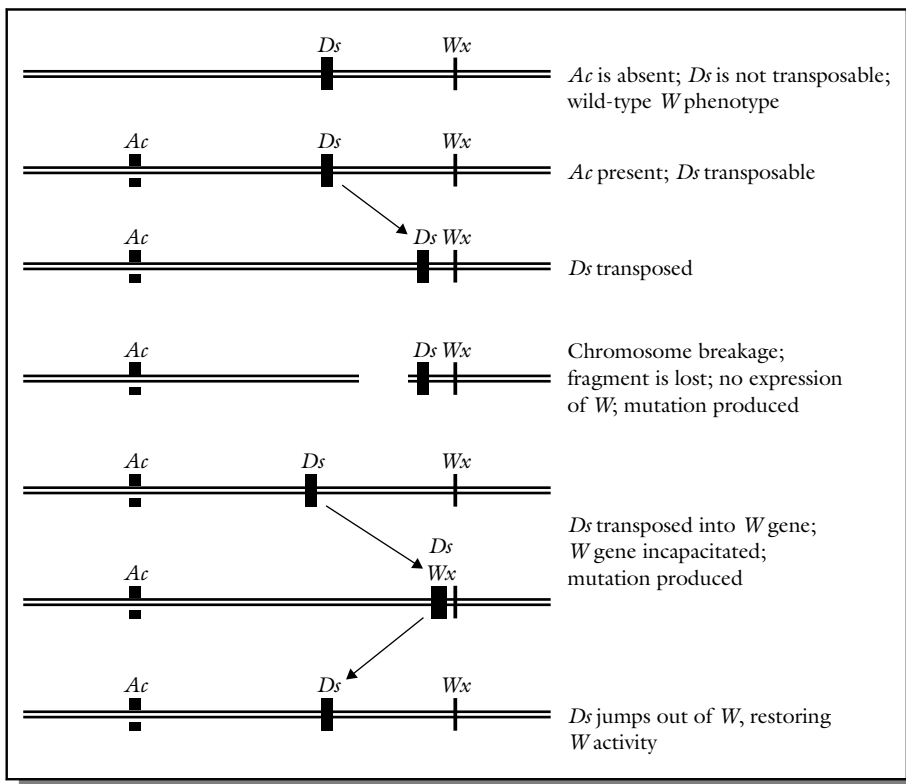 Ds Wx
Ac is absent; Ds is not transposable;
wild-type W phenotype
Ac Ds Wx
Ac present; Ds transposable
Ac Ds Wx
Ds transposed
Ac Ds Wx
Chromosome breakage;
fragment is lost; no expression
of W; mutation produced
Ac Ds Wx
Ds transposed into W gene;
W gene incapacitated;
mutation produced
Ds
Ac Wx
Ac Ds Wx
Ds jumps out of W, restoring
W activity